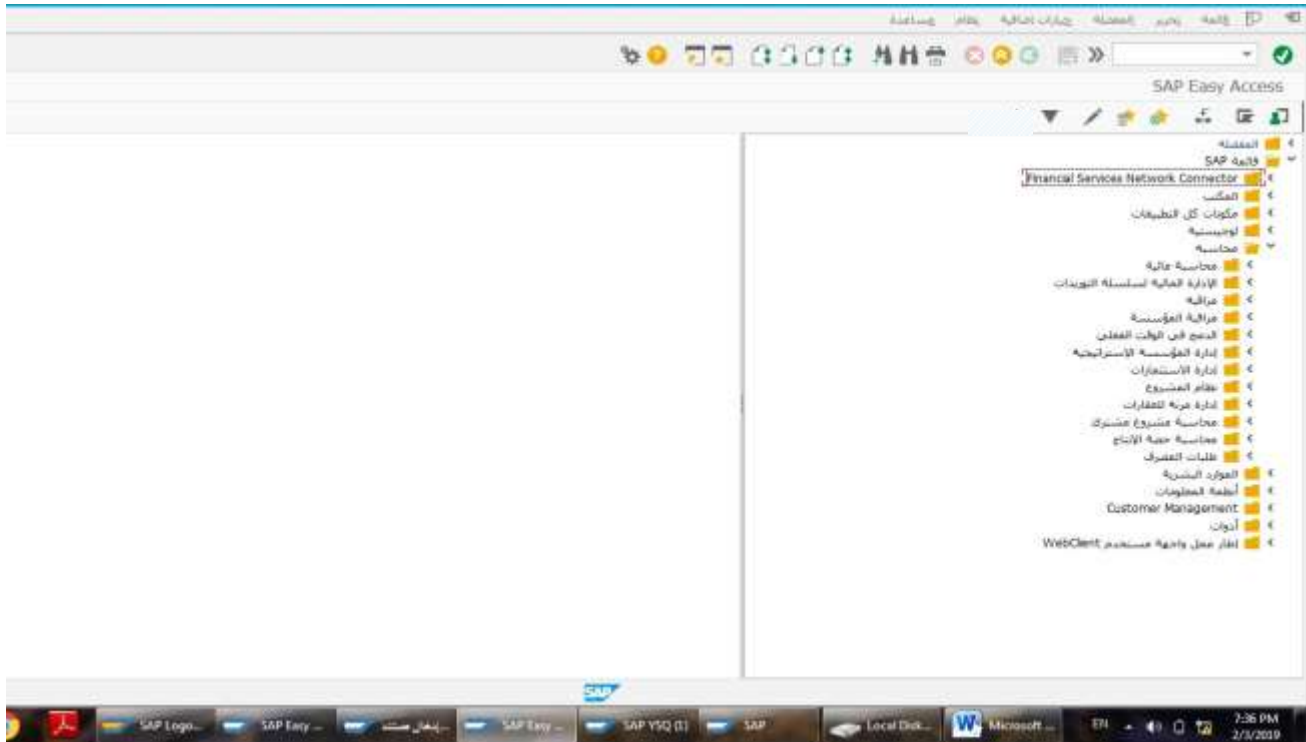 قائمة تحرير المفضلة خيارات إضافية نظام مساعدة
SAP Easy Access
المفضلة
قائمة SAP
Financial Services Network Connector
المكتب
مكونات كل التطبيقات
لوجيستية
محاسبة
محاسبة مالية
الإدارة المالية لسلسلة التوريدات
مراقبة
مراقبة المؤسسة
الدمج في الوقت الفعلي
إدارة المؤسسة الاستراتيجية
إدارة الاستثمارات
نظام المشروع
إدارة مرنة للعقارات
محاسبة مشروع مشترك
محاسبة حصة الإنتاج
طلبات المصرف
الموارد البشرية
أنظمة المعلومات
Customer Management
أدوات
إطار عمل واجهة مستخدم WebClient
SAP
SAP Logo... SAP Easy ... إدخال مستند... SAP Easy ... SAP YSQ (1) SAP Local Disk... Microsoft ... EN 7:36 PM
2/3/2019